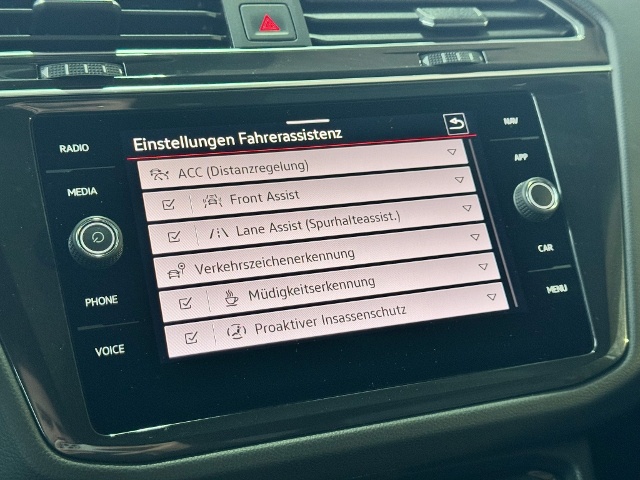 RADIO
MEDIA
PHONE
VOICE
Einstellungen Fahrerassistenz
ACC (Distanzregelung)
Front Assist
Lane Assist (Spurhalteassist.)
Verkehrszeichenerkennung
Müdigkeitserkennung
Proaktiver Insassenschutz
NAV
APP
CAR
MENU